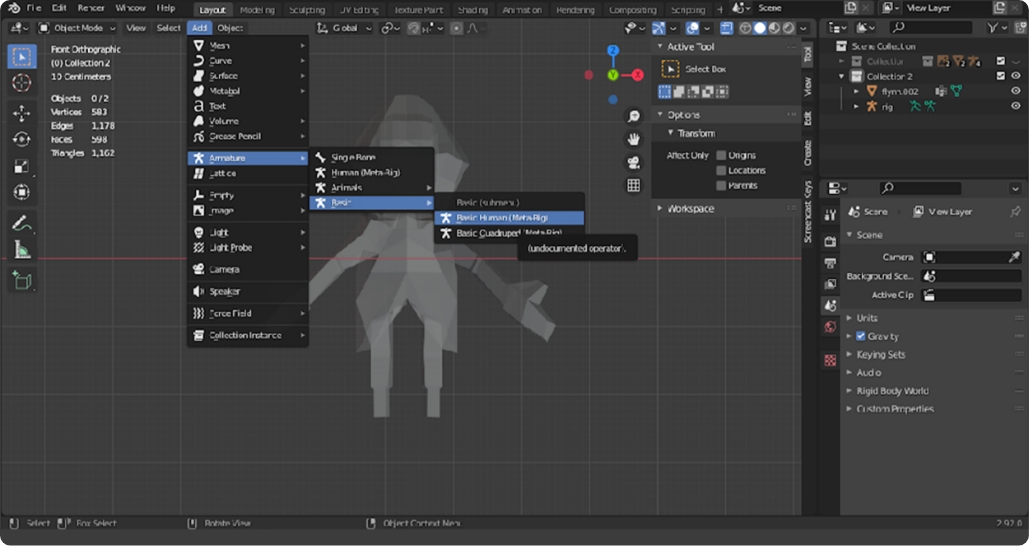 File Edit Render Window Help Layout Modeling Sculpting UV Editing Texture Paint Shading Animation Rendering Compositing Scripting + Scene View Layer
Object Mode View Select Add Object Global
Front Orthographic
(0) Collection 2
10 Centimeters
Objects 0/2
Vertices 583
Edges 1,178
Faces 598
Triangles 1,162
Mesh
Curve
Surface
Metaball
Text
Volume
Grease Pencil
Armature
Lattice
Empty
Image
Light
Light Probe
Camera
Speaker
Force Field
Collection Instance
Single Bone
Human (Meta-Rig)
Animals
Basic
Basic (submenu)
Basic Human (Meta-Rig)
Basic Quadruped (Meta-Rig)
(undocumented operator).
Z
Y
X
Active Tool
Select Box
Options
Transform
Affect Only Origins
Locations
Parents
Workspace
Tool
View
Edit
Create
Screencast Keys
Scene Collection
Collection
Collection 2
flynn.002
rig
Scene View Layer
Scene
Camera
Background Sce...
Active Clip
Units
Gravity
Keying Sets
Audio
Rigid Body World
Custom Properties
Select Box Select Rotate View Object Context Menu 2.92.0